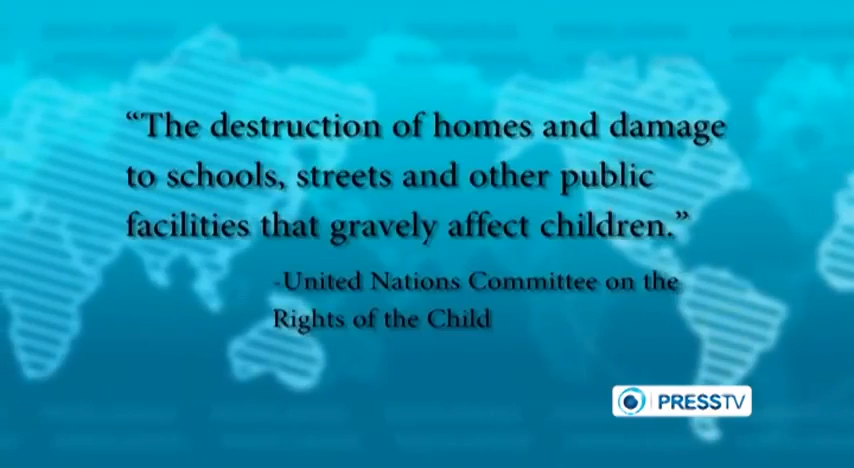 “The destruction of homes and damage
to schools, streets and other public
facilities that gravely affect children.”
-United Nations Committee on the
Rights of the Child
PRESSTV